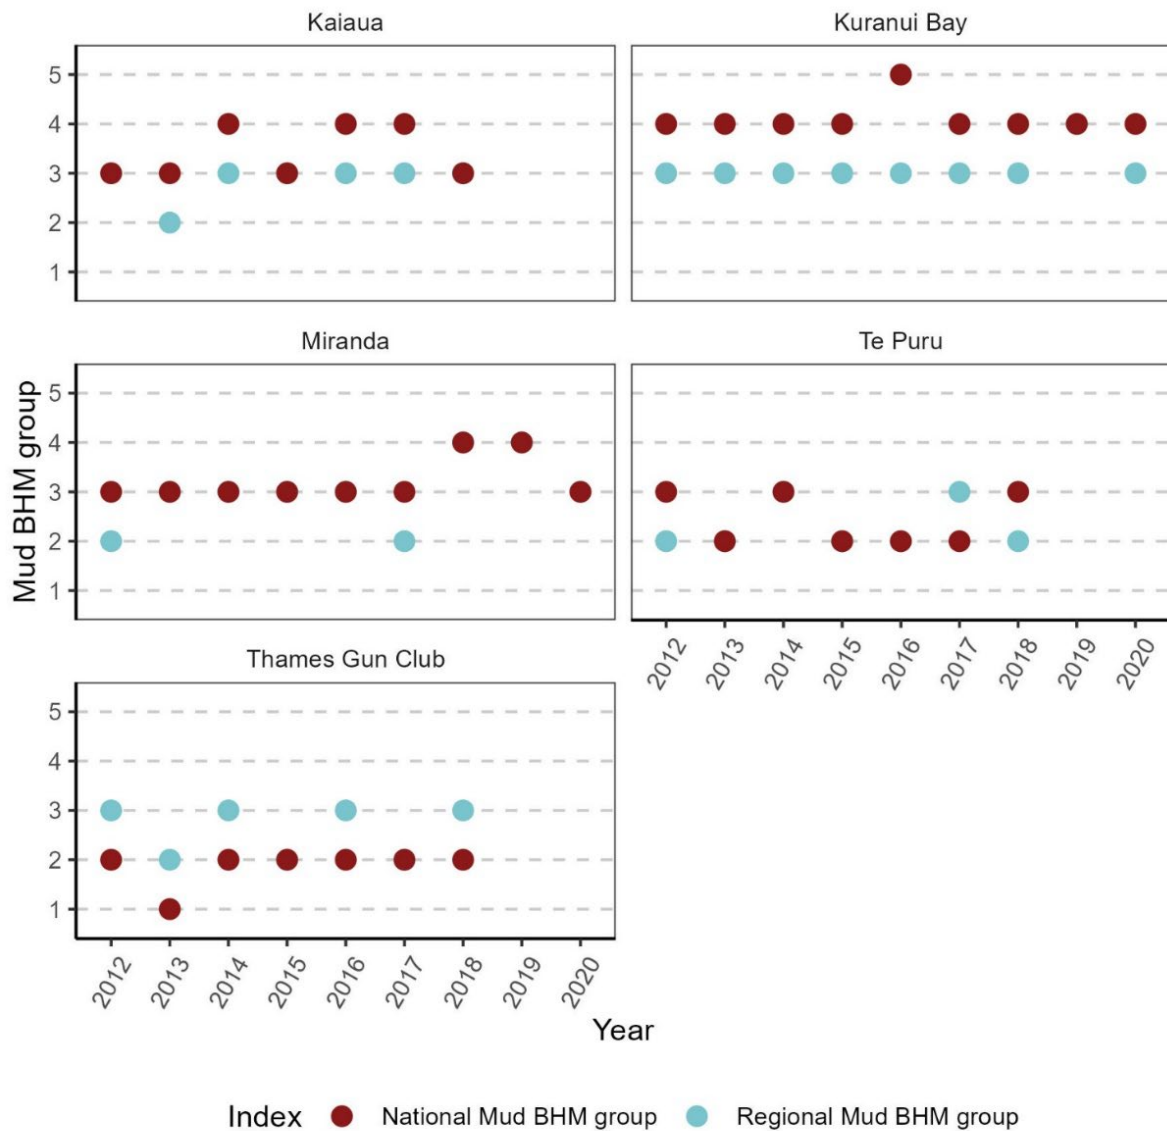 Kaiaua
Kuranui Bay
5
4
3
2
1
Miranda
Te Puru
5
4
3
2
1
2012 2013 2014 2015 2016 2017 2018 2019 2020
Thames Gun Club
5
4
3
2
1
2012 2013 2014 2015 2016 2017 2018 2019 2020
Mud BHM group
Year
Index National Mud BHM group Regional Mud BHM group